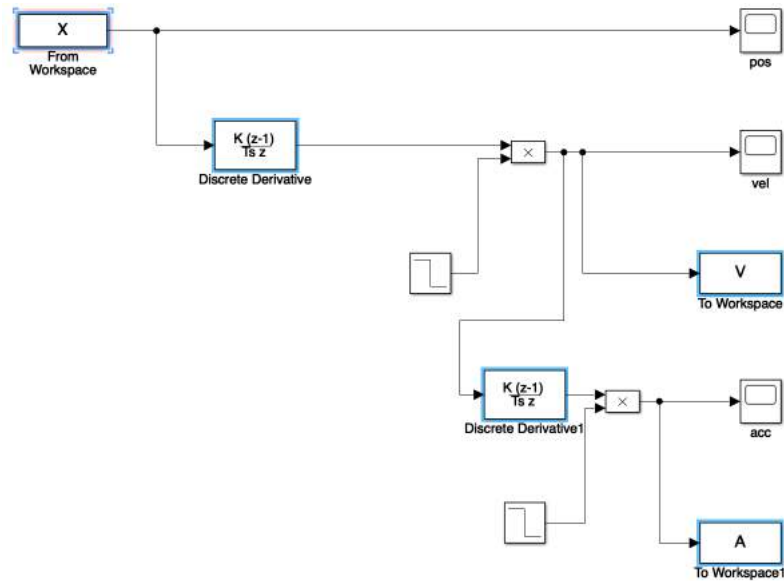 X
From
Workspace
pos
K (z-1)
Ts z
Discrete Derivative
×
vel
V
To Workspace
K (z-1)
Ts z
Discrete Derivative1
×
acc
A
To Workspace1